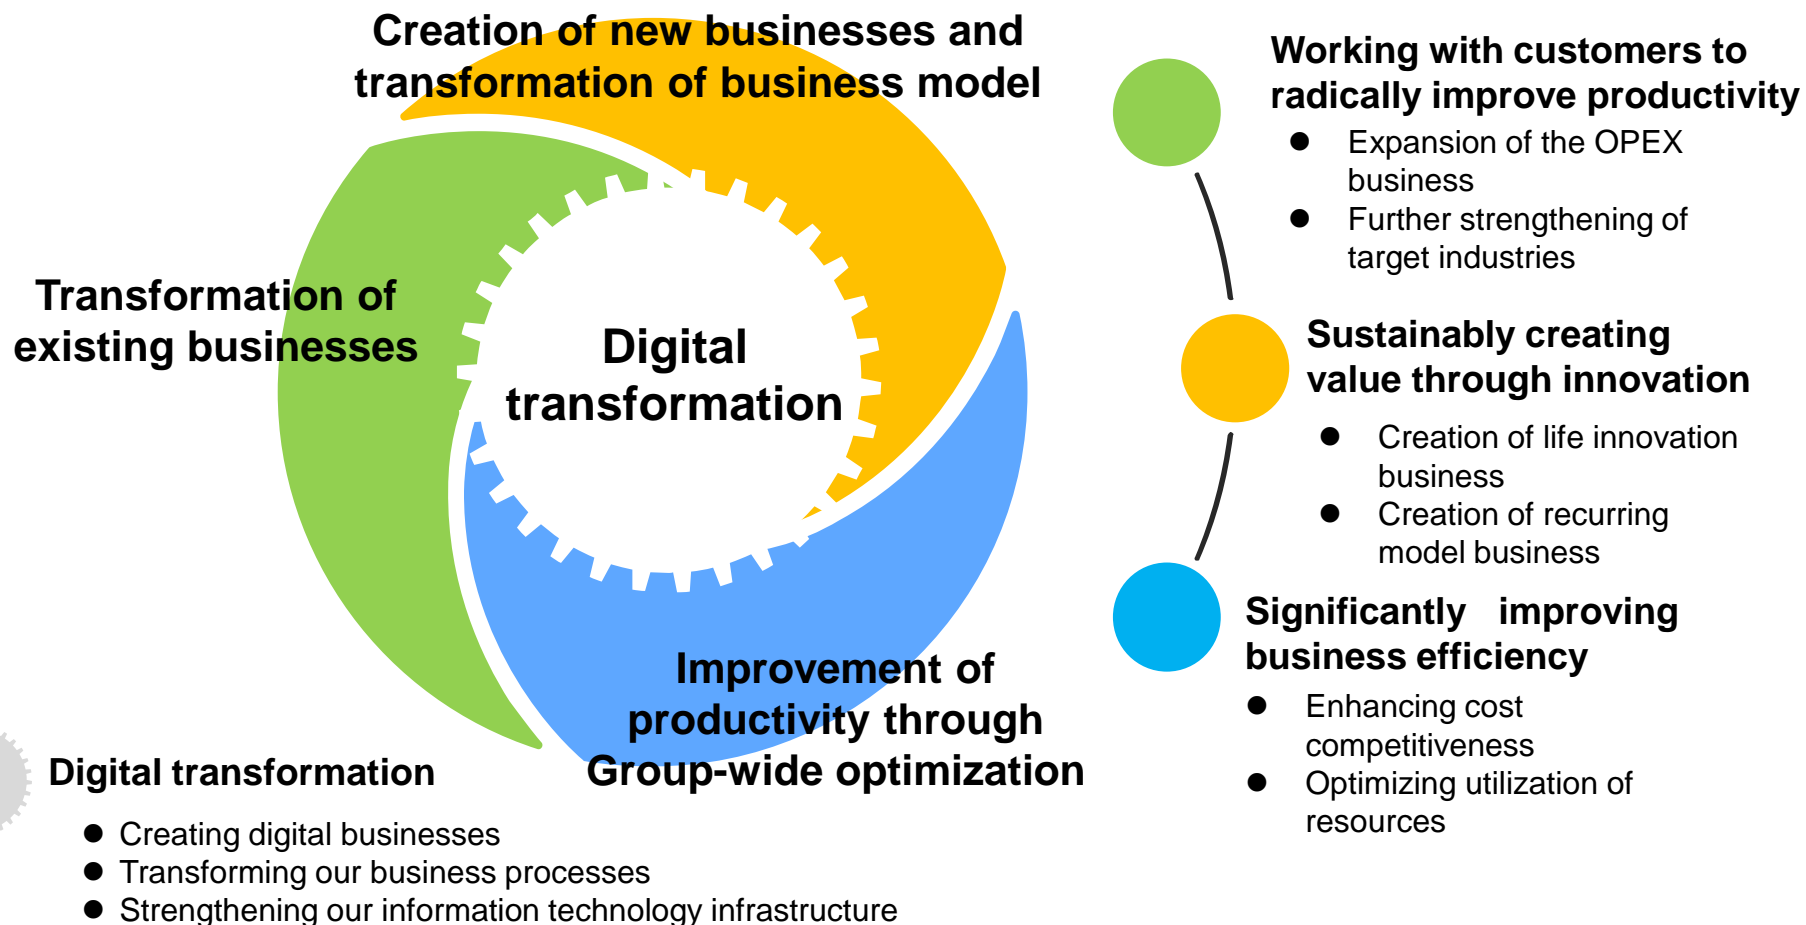 Creation of new businesses and
transformation of business model
Transformation of
existing businesses
Digital
transformation
Improvement of
productivity through
Group-wide optimization
Digital transformation
● Creating digital businesses
● Transforming our business processes
● Strengthening our information technology infrastructure
Working with customers to
radically improve productivity
● Expansion of the OPEX
business
● Further strengthening of
target industries
Sustainably creating
value through innovation
● Creation of life innovation
business
● Creation of recurring
model business
Significantly improving
business efficiency
● Enhancing cost
competitiveness
● Optimizing utilization of
resources